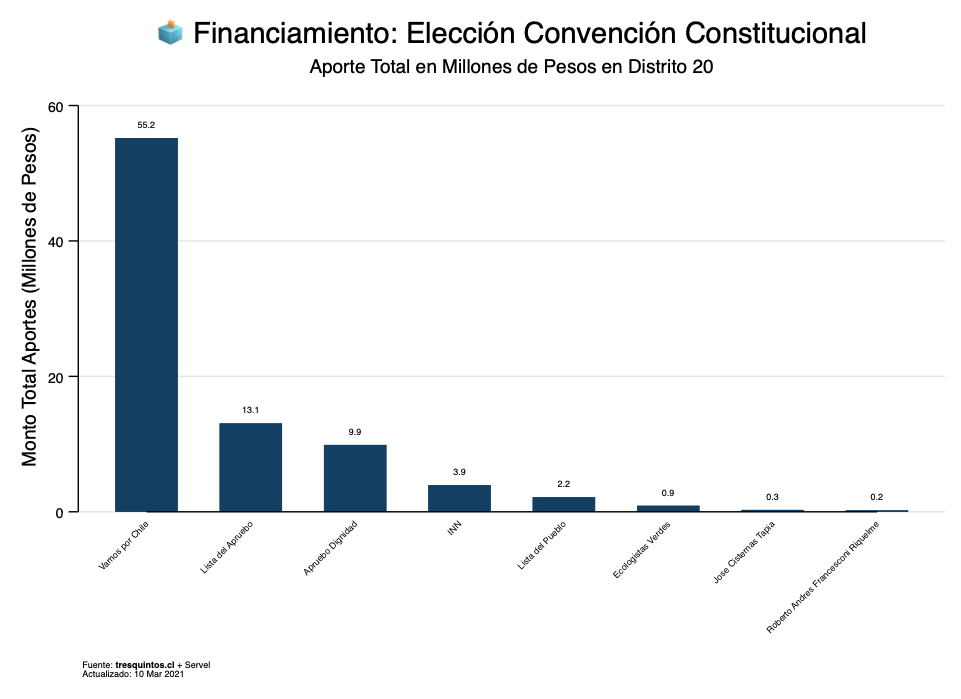 Financiamiento: Elección Convención Constitucional
Aporte Total en Millones de Pesos en Distrito 20
Monto Total Aportes (Millones de Pesos)
60
40
20
0
55.2
13.1
9.9
3.9
2.2
0.9
0.3
0.2
Vamos por Chile
Lista del Apruebo
Apruebo Dignidad
INN
Lista del Pueblo
Ecologistas Verdes
Jose Cisternas Tapia
Roberto Andres Francesconi Riquelme
Fuente: tresquintos.cl + Servel
Actualizado: 10 Mar 2021